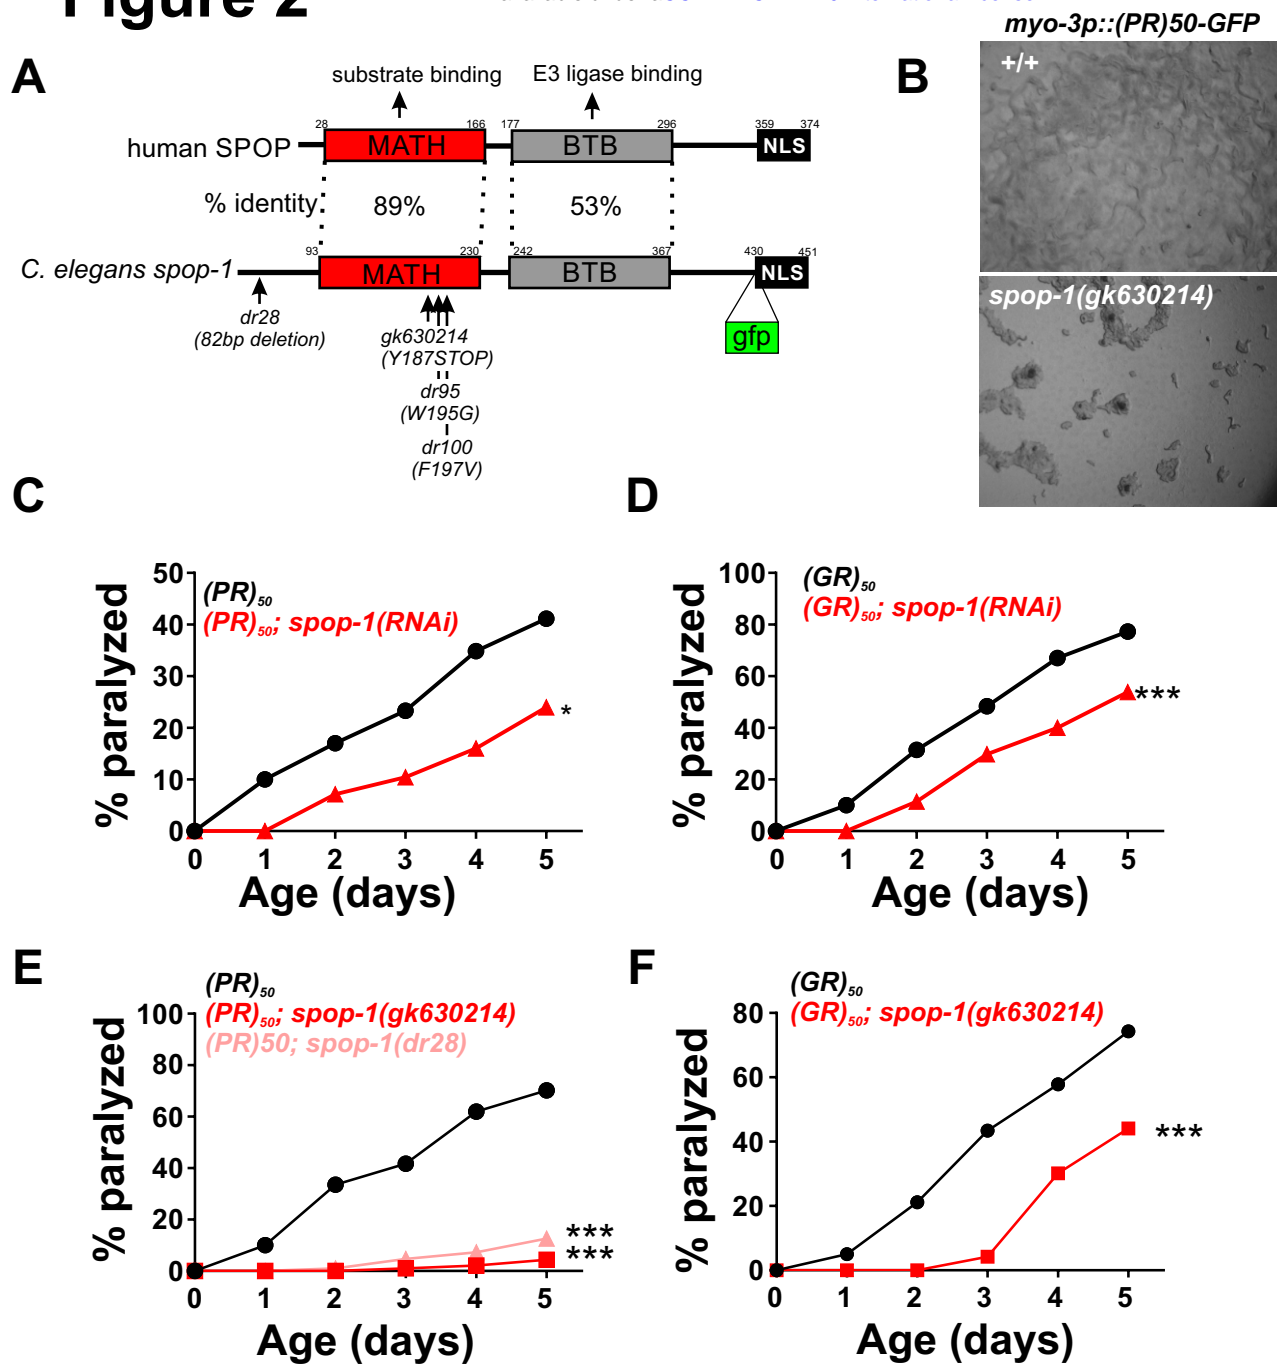 Figure 2
myo-3p::(PR)50-GFP
A
substrate binding
E3 ligase binding
B
+/+
28
166
177
296
359
374
human SPOP
MATH
BTB
NLS
% identity
89%
53%
93
230
242
367
430
451
C. elegans spop-1
MATH
BTB
NLS
dr28
(82bp deletion)
gk630214
(Y187STOP)
gfp
dr95
(W195G)
dr100
(F197V)
spop-1(gk630214)
C
(PR)50
(PR)50; spop-1(RNAi)
% paralyzed
50
40
30
20
10
0
*
0 1 2 3 4 5
Age (days)
D
(GR)50
(GR)50; spop-1(RNAi)
% paralyzed
100
80
60
40
20
0
***
0 1 2 3 4 5
Age (days)
E
(PR)50
(PR)50; spop-1(gk630214)
(PR)50; spop-1(dr28)
% paralyzed
100
80
60
40
20
0
***
***
0 1 2 3 4 5
Age (days)
F
(GR)50
(GR)50; spop-1(gk630214)
% paralyzed
80
60
40
20
0
***
0 1 2 3 4 5
Age (days)